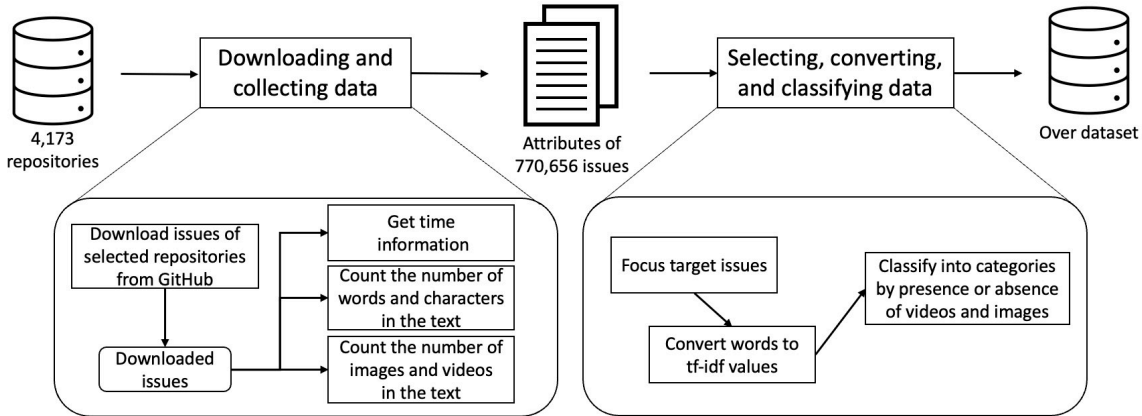 4,173
repositories
Downloading and
collecting data
Attributes of
770,656 issues
Selecting, converting,
and classifying data
Over dataset
Download issues of
selected repositories
from GitHub
Downloaded
issues
Get time
information
Count the number of
words and characters
in the text
Count the number of
images and videos
in the text
Focus target issues
Convert words to
tf-idf values
Classify into categories
by presence or absence
of videos and images